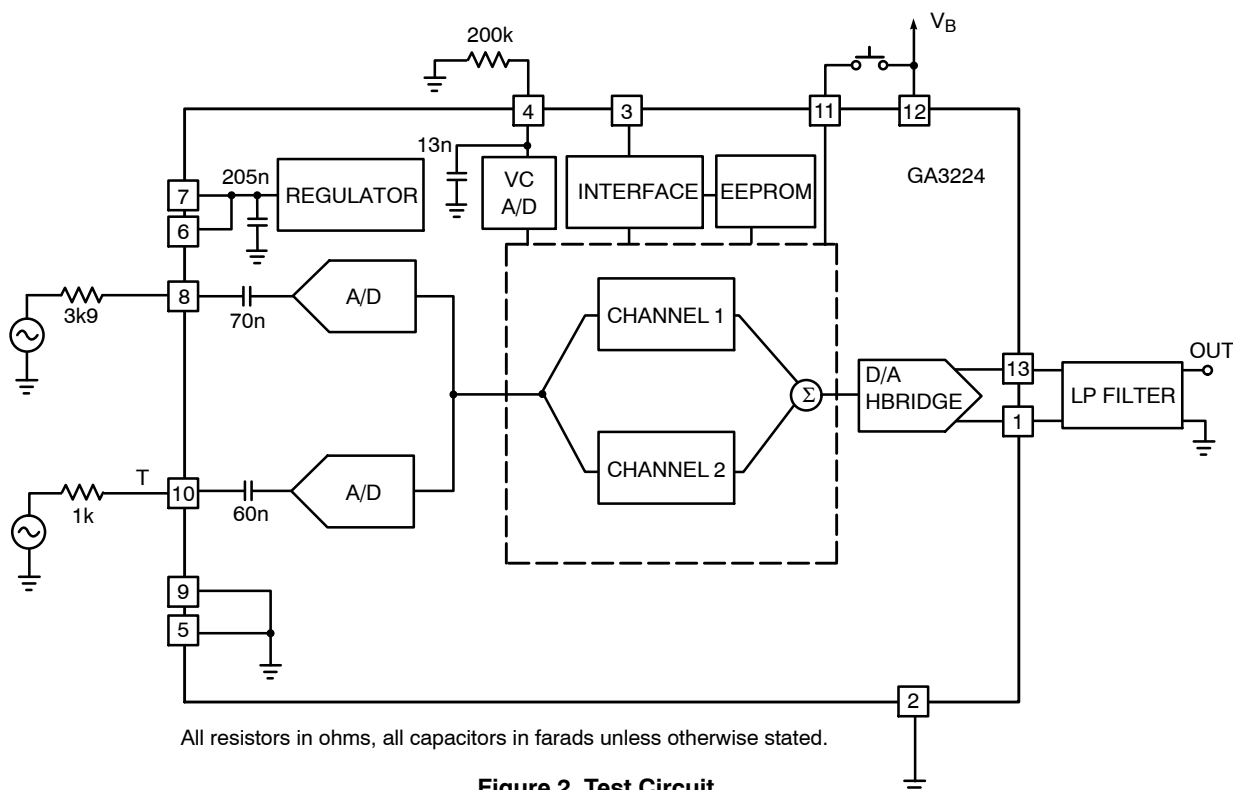 V_B
200k
4
3
11
12
13n
205n
GA3224
7
REGULATOR
VC
A/D
INTERFACE
EEPROM
6
8
A/D
CHANNEL 1
3k9
70n
OUT
D/A
HBRIDGE
13
LP FILTER
Σ
1
CHANNEL 2
T
10
A/D
1k
60n
9
5
2
All resistors in ohms, all capacitors in farads unless otherwise stated.
Figure 2. Test Circuit